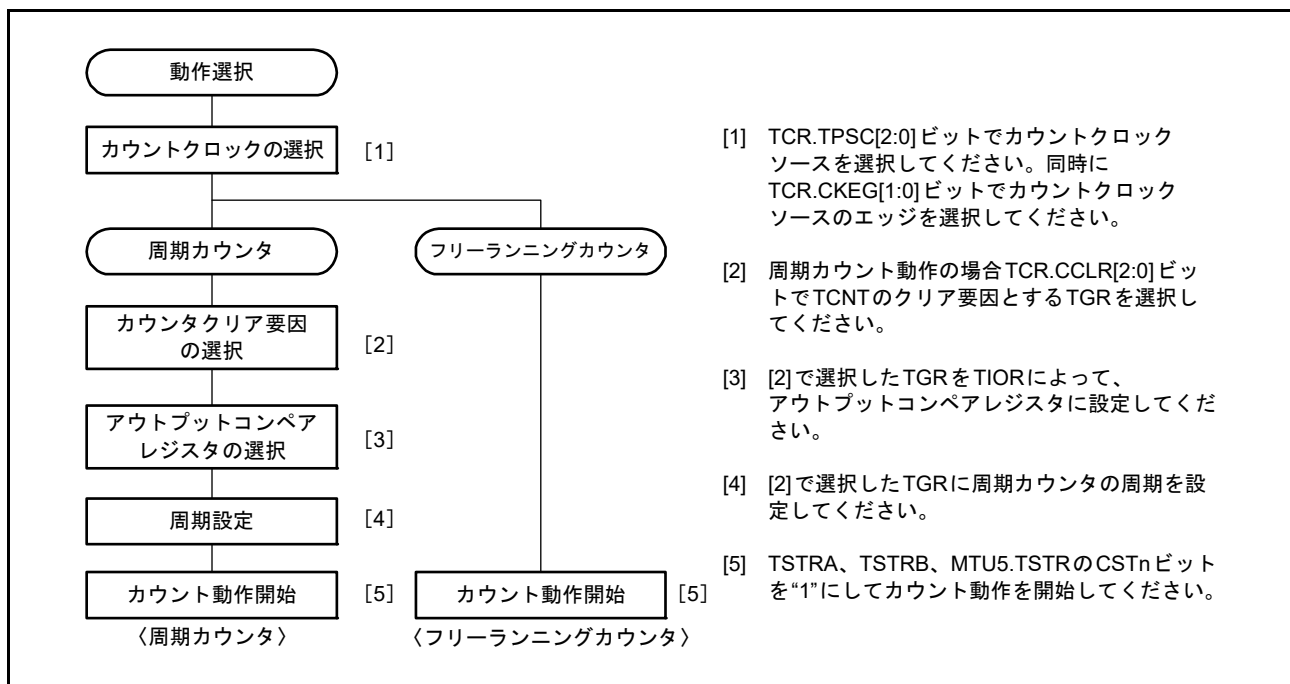 動作選択
カウントクロックの選択 [1]
周期カウンタ フリーランニングカウンタ
カウンタクリア要因
の選択 [2]
アウトプットコンペア
レジスタの選択 [3]
周期設定 [4]
カウント動作開始 [5] カウント動作開始 [5]
〈周期カウンタ〉 〈フリーランニングカウンタ〉
[1] TCR.TPSC[2:0]ビットでカウントクロック
ソースを選択してください。同時に
TCR.CKEG[1:0]ビットでカウントクロック
ソースのエッジを選択してください。
[2] 周期カウント動作の場合TCR.CCLR[2:0]ビッ
トでTCNTのクリア要因とするTGRを選択し
てください。
[3] [2]で選択したTGRをTIORによって、
アウトプットコンペアレジスタに設定してくだ
さい。
[4] [2]で選択したTGRに周期カウンタの周期を設
定してください。
[5] TSTRA、TSTRB、MTU5.TSTRのCSTnビット
を“1”にしてカウント動作を開始してください。